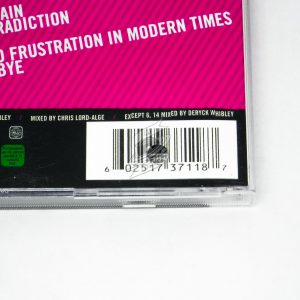 AIN
RADICTION
D FRUSTRATION IN MODERN TIMES
BYE
BLEY / MIXED BY CHRIS LORD-ALGE / EXCEPT 6, 14 MIXED BY DERYCK WHIBLEY
6 02517 37118 7